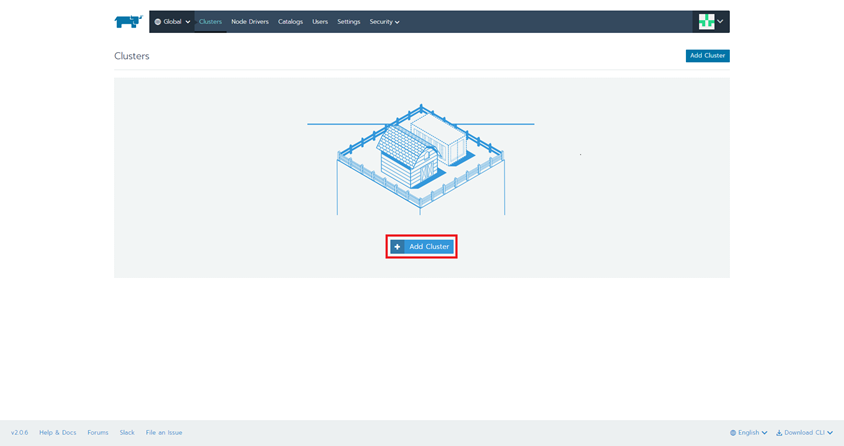 Global Clusters Node Drivers Catalogs Users Settings Security
Clusters Add Cluster
Add Cluster
v2.0.6 Help & Docs Forums Slack File an Issue English Download CLI